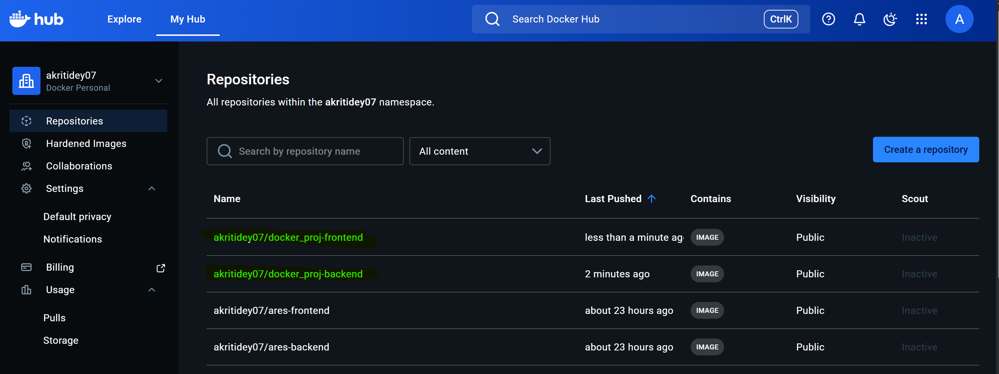 hub Explore My Hub Search Docker Hub CtrlK A
akritidey07
Docker Personal
Repositories
Hardened Images
Collaborations
Settings
Default privacy
Notifications
Billing
Usage
Pulls
Storage
Repositories
All repositories within the akritidey07 namespace.
Search by repository name All content Create a repository
Name Last Pushed Contains Visibility Scout
akritidey07/docker_proj-frontend less than a minute ag IMAGE Public Inactive
akritidey07/docker_proj-backend 2 minutes ago IMAGE Public Inactive
akritidey07/ares-frontend about 23 hours ago IMAGE Public Inactive
akritidey07/ares-backend about 23 hours ago IMAGE Public Inactive